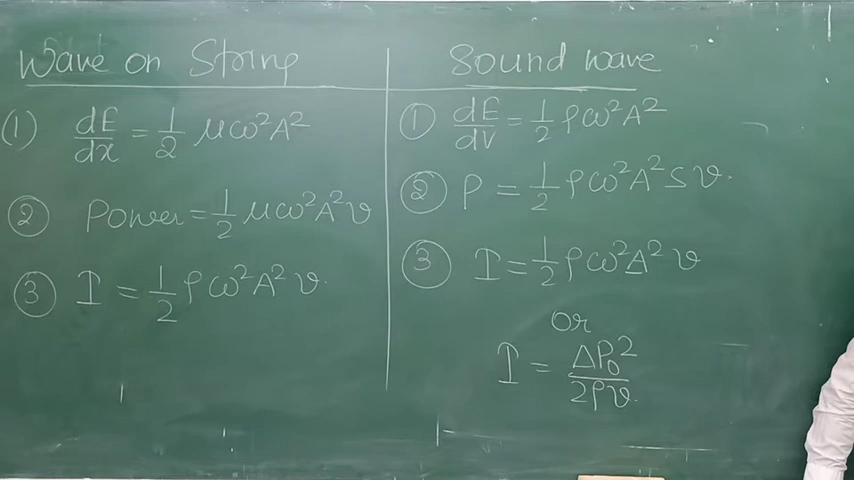 Wave on String
(1) dE/dx = 1/2 μω²A²
(2) Power = 1/2 μω²A²v
(3) I = 1/2 ρω²A²v
Sound wave
(1) dE/dV = 1/2 ρω²A²
(2) P = 1/2 ρω²A²Sv
(3) I = 1/2 ρω²A²v
or
I = ΔP₀²/2ρv